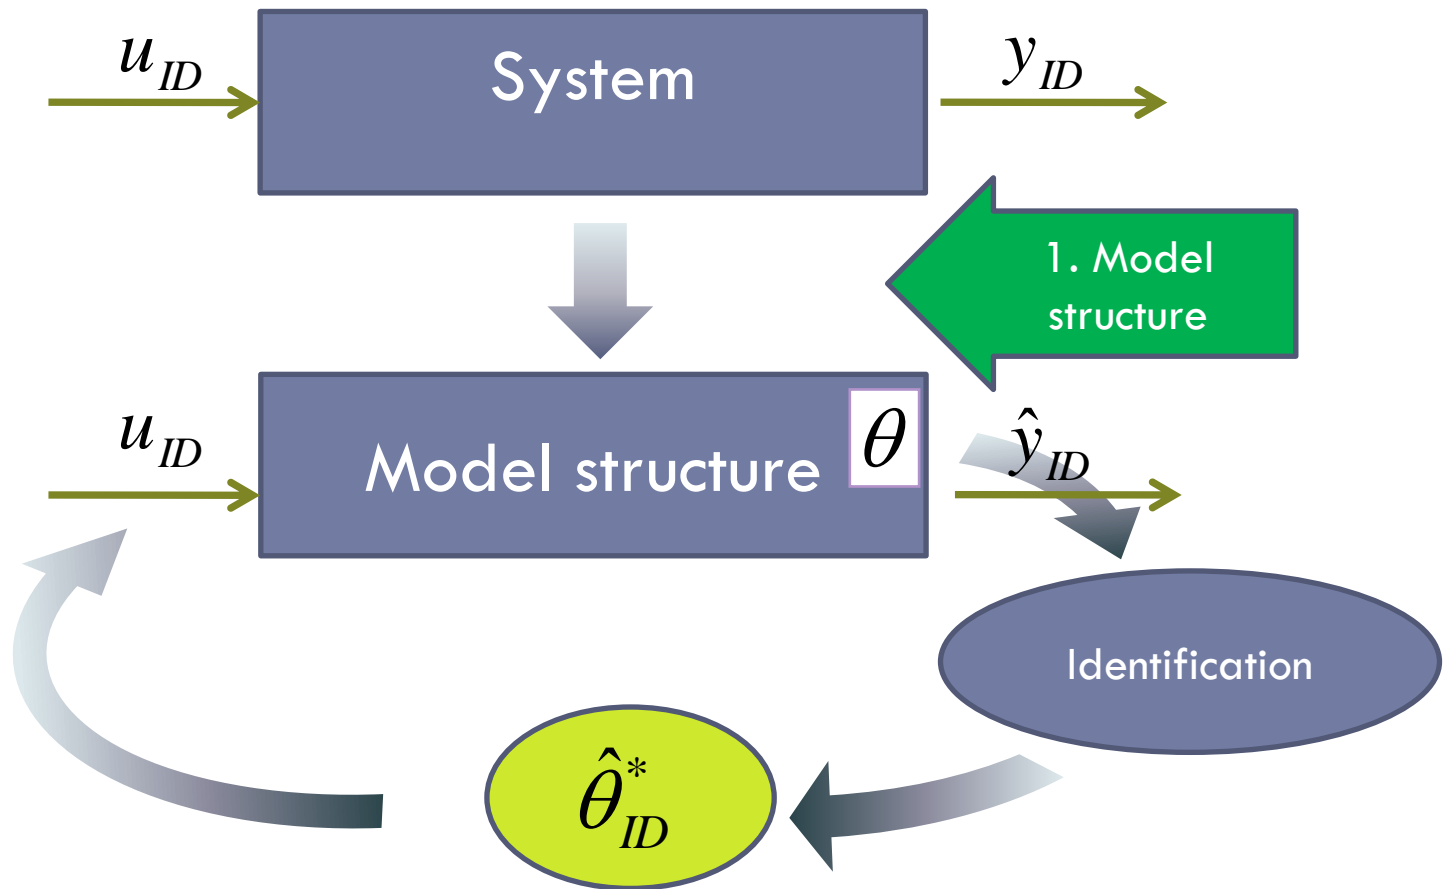 u_ID
System
y_ID
1. Model
structure
u_ID
Model structure
θ
ŷ_ID
Identification
θ̂*_ID